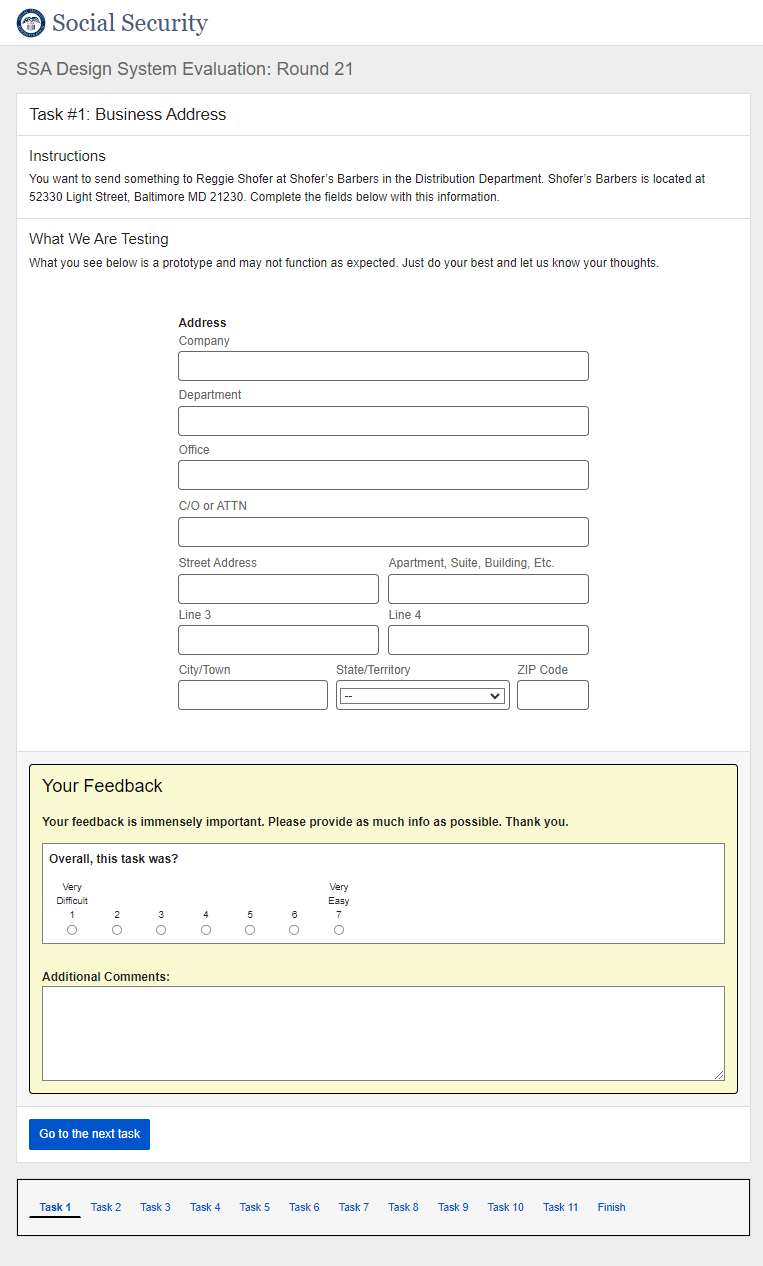 Social Security
SSA Design System Evaluation: Round 21
Task #1: Business Address
Instructions
You want to send something to Reggie Shofer at Shofer's Barbers in the Distribution Department. Shofer's Barbers is located at
52330 Light Street, Baltimore MD 21230. Complete the fields below with this information.
What We Are Testing
What you see below is a prototype and may not function as expected. Just do your best and let us know your thoughts.
Address
Company
Department
Office
C/O or ATTN
Street Address Apartment, Suite, Building, Etc.
Line 3 Line 4
City/Town State/Territory ZIP Code
--
Your Feedback
Your feedback is immensely important. Please provide as much info as possible. Thank you.
Overall, this task was?
Very Very
Difficult Easy
1 2 3 4 5 6 7
Additional Comments:
Go to the next task
Task 1 Task 2 Task 3 Task 4 Task 5 Task 6 Task 7 Task 8 Task 9 Task 10 Task 11 Finish